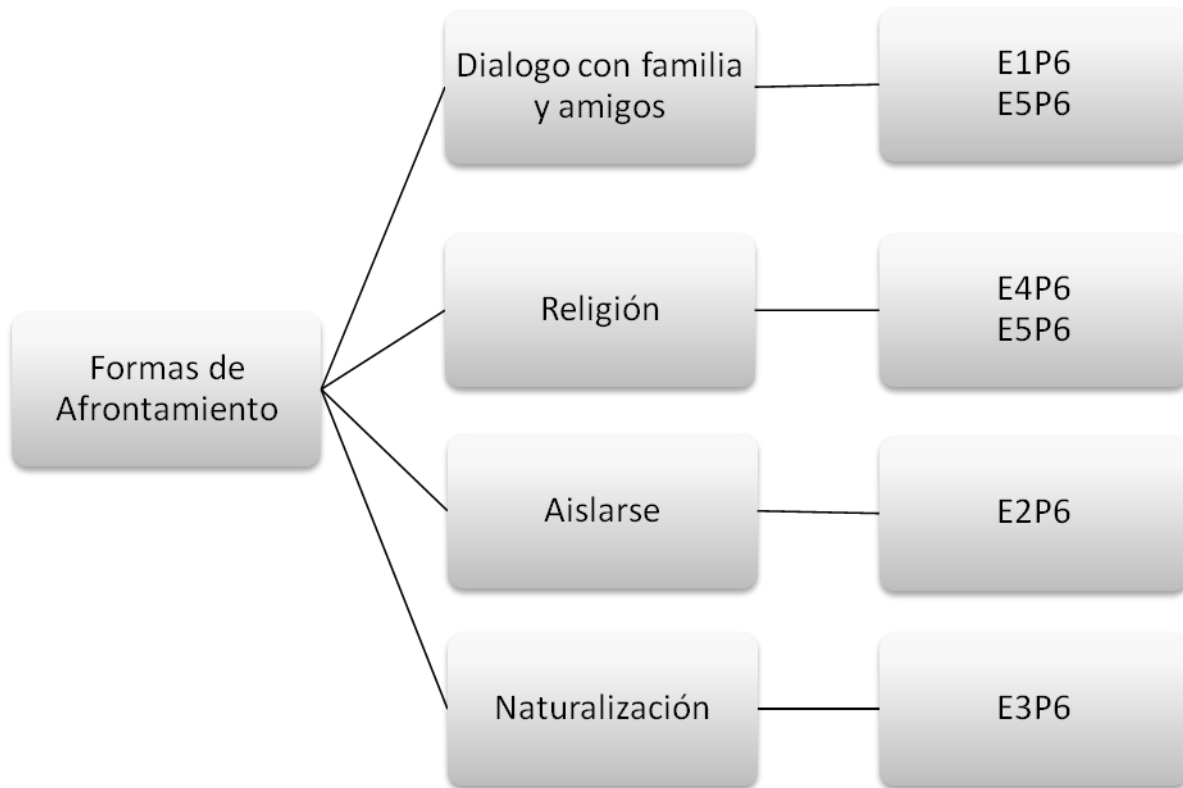 Formas de
Afrontamiento
Dialogo con familia
y amigos
E1P6
E5P6
Religión
E4P6
E5P6
Aislarse
E2P6
Naturalización
E3P6